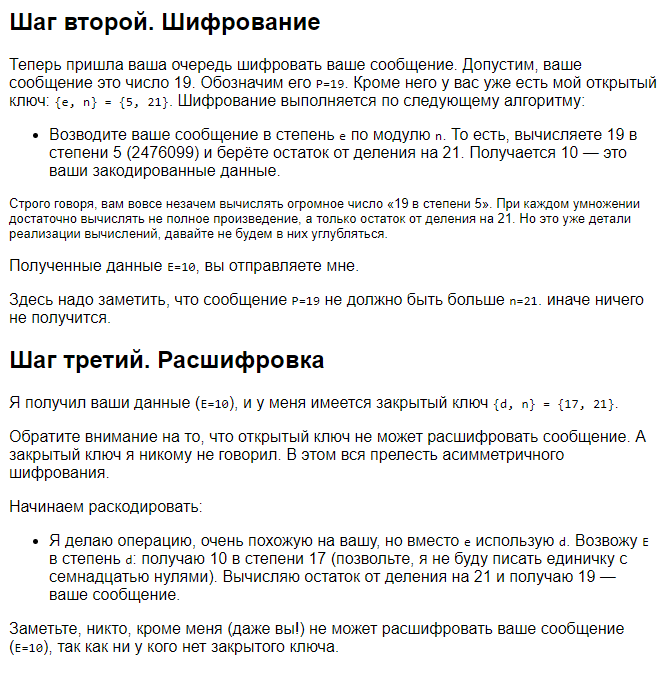 Шаг второй. Шифрование
Теперь пришла ваша очередь шифровать ваше сообщение. Допустим, ваше
сообщение это число 19. Обозначим его P=19. Кроме него у вас уже есть мой открытый
ключ: {e, n} = {5, 21}. Шифрование выполняется по следующему алгоритму:
• Возводите ваше сообщение в степень e по модулю n. То есть, вычисляете 19 в
степени 5 (2476099) и берёте остаток от деления на 21. Получается 10 — это
ваши закодированные данные.
Строго говоря, вам вовсе незачем вычислять огромное число «19 в степени 5». При каждом умножении
достаточно вычислять не полное произведение, а только остаток от деления на 21. Но это уже детали
реализации вычислений, давайте не будем в них углубляться.
Полученные данные E=10, вы отправляете мне.
Здесь надо заметить, что сообщение P=19 не должно быть больше n=21. иначе ничего
не получится.
Шаг третий. Расшифровка
Я получил ваши данные (E=10), и у меня имеется закрытый ключ {d, n} = {17, 21}.
Обратите внимание на то, что открытый ключ не может расшифровать сообщение. А
закрытый ключ я никому не говорил. В этом вся прелесть асимметричного
шифрования.
Начинаем раскодировать:
• Я делаю операцию, очень похожую на вашу, но вместо e использую d. Возвожу E
в степень d: получаю 10 в степени 17 (позвольте, я не буду писать единичку с
семнадцатью нулями). Вычисляю остаток от деления на 21 и получаю 19 —
ваше сообщение.
Заметьте, никто, кроме меня (даже вы!) не может расшифровать ваше сообщение
(E=10), так как ни у кого нет закрытого ключа.